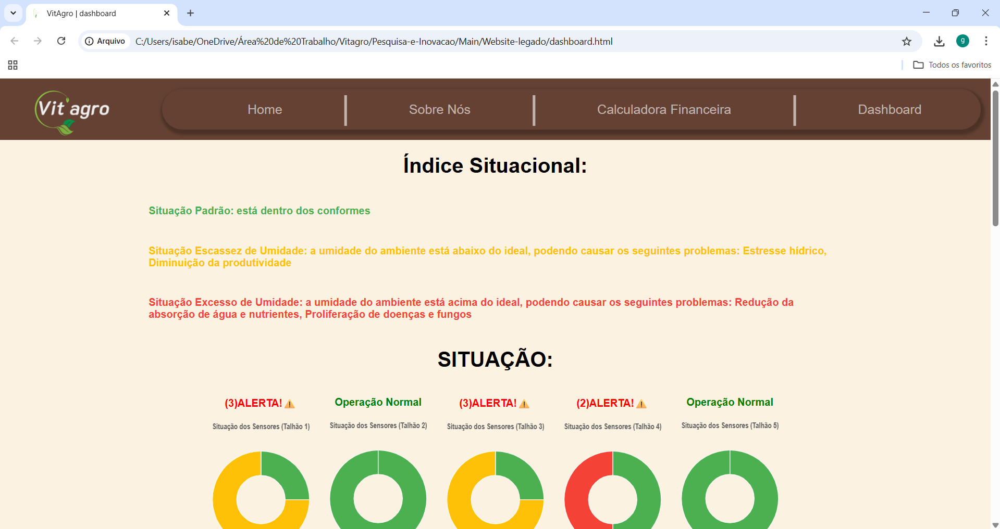 VitAgro | dashboard
Arquivo C:/Users/isabe/OneDrive/Área%20de%20Trabalho/Vitagro/Pesquisa-e-Inovacao/Main/Website-legado/dashboard.html g
Todos os favoritos
Vit'agro Home Sobre Nós Calculadora Financeira Dashboard
Índice Situacional:
Situação Padrão: está dentro dos conformes
Situação Escassez de Umidade: a umidade do ambiente está abaixo do ideal, podendo causar os seguintes problemas: Estresse hídrico,
Diminuição da produtividade
Situação Excesso de Umidade: a umidade do ambiente está acima do ideal, podendo causar os seguintes problemas: Redução da
absorção de água e nutrientes, Proliferação de doenças e fungos
SITUAÇÃO:
(3)ALERTA!⚠️ Operação Normal (3)ALERTA!⚠️ (2)ALERTA!⚠️ Operação Normal
Situação dos Sensores (Talhão 1) Situação dos Sensores (Talhão 2) Situação dos Sensores (Talhão 3) Situação dos Sensores (Talhão 4) Situação dos Sensores (Talhão 5)